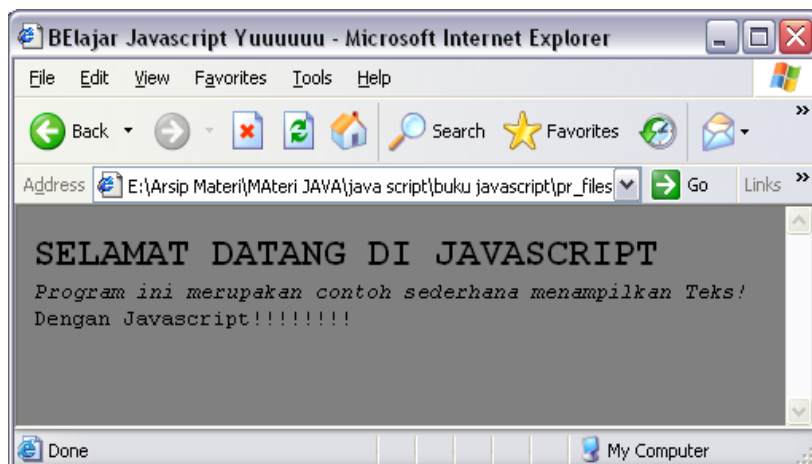 BElajar Javascript Yuuuuuu - Microsoft Internet Explorer
File Edit View Favorites Tools Help
Back Search Favorites »
Address E:\Arsip Materi\MAteri JAVA\java script\buku javascript\pr_files Go Links »
SELAMAT DATANG DI JAVASCRIPT
Program ini merupakan contoh sederhana menampilkan Teks!
Dengan Javascript!!!!!!!!
Done My Computer